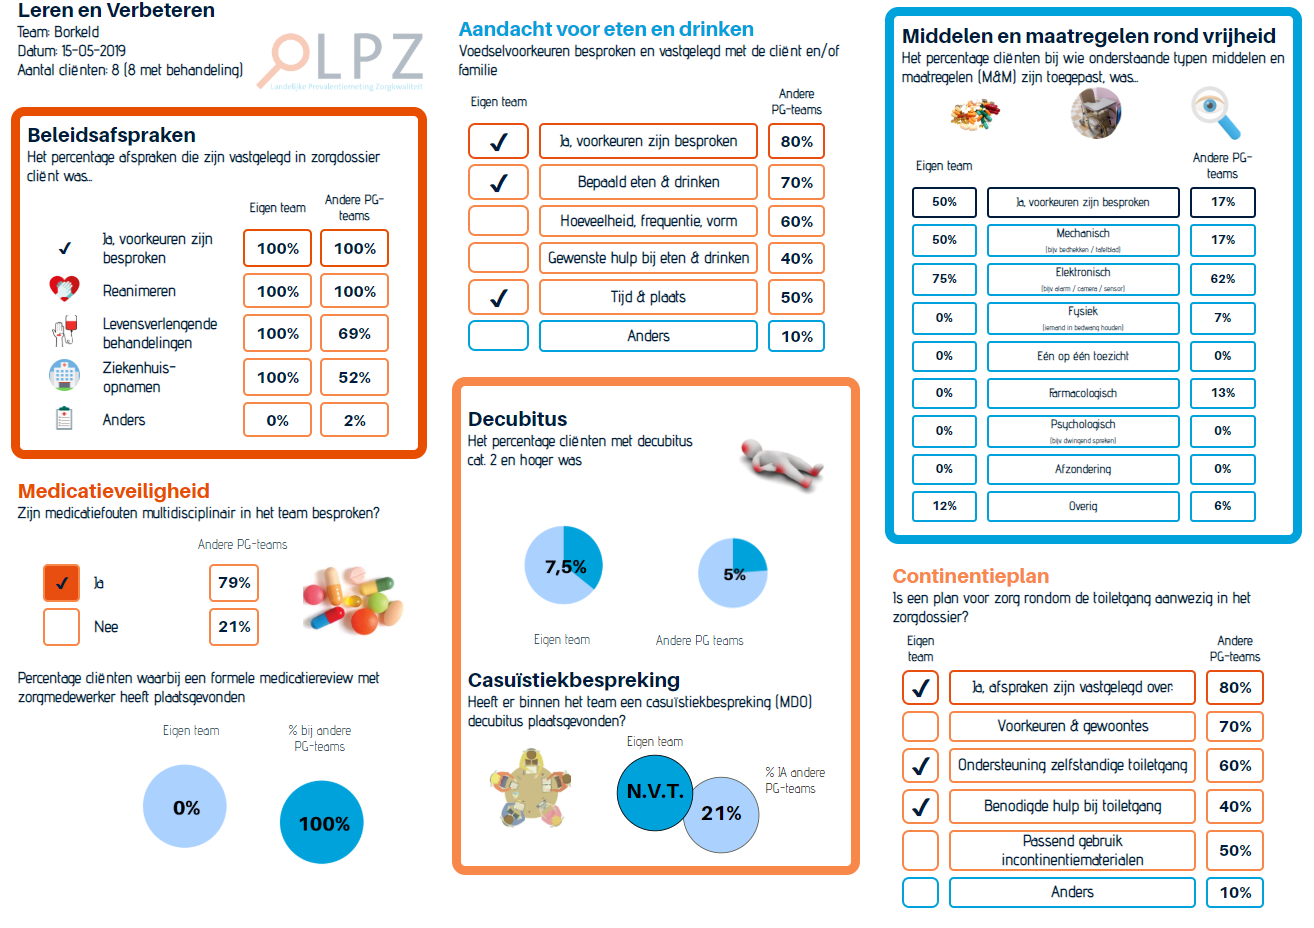 Leren en Verbeteren
Team: Borkeld
Datum: 15-05-2019
Aantal cliënten: 8 (8 met behandeling)
LPZ
Landelijke Prevalentiemeting Zorgkwaliteit
Beleidsafspraken
Het percentage afspraken die zijn vastgelegd in zorgdossier
cliënt was...
Eigen team
Andere PG-
teams
✓ Ja, voorkeuren zijn
besproken
100% 100%
Reanimeren 100% 100%
Levensverlengende
behandelingen
100% 69%
Ziekenhuis-
opnamen
100% 52%
Anders 0% 2%
Medicatieveiligheid
Zijn medicatiefouten multidisciplinair in het team besproken?
Andere PG-teams
✓ Ja 79%
Nee 21%
Percentage cliënten waarbij een formele medicatiereview met
zorgmedewerker heeft plaatsgevonden
Eigen team
% bij andere
PG-teams
0%
100%
Aandacht voor eten en drinken
Voedselvoorkeuren besproken en vastgelegd met de cliënt en/of
familie
Eigen team
Andere
PG-teams
✓ Ja, voorkeuren zijn besproken 80%
✓ Bepaald eten & drinken 70%
Hoeveelheid, frequentie, vorm 60%
Gewenste hulp bij eten & drinken 40%
✓ Tijd & plaats 50%
Anders 10%
Decubitus
Het percentage cliënten met decubitus
cat. 2 en hoger was
7,5%
5%
Eigen team
Andere PG teams
Casuïstiekbespreking
Heeft er binnen het team een casuïstiekbespreking (MDO)
decubitus plaatsgevonden?
Eigen team
% JA andere
PG-teams
N.V.T.
21%
Middelen en maatregelen rond vrijheid
Het percentage cliënten bij wie onderstaande typen middelen en
maatregelen (M&M) zijn toegepast, was...
Eigen team
Andere PG-
teams
50% Ja, voorkeuren zijn besproken 17%
50% Mechanisch 17%
(bijv. bedhekken / tafelblad)
75% Elektronisch 62%
(bijv. alarm / camera / sensor)
0% Fysiek 7%
(iemand in bedwang houden)
0% Eén op één toezicht 0%
0% Farmacologisch 13%
0% Psychologisch 0%
(bijv. dwingend spreken)
0% Afzondering 0%
12% Overig 6%
Continentieplan
Is een plan voor zorg rondom de toiletgang aanwezig in het
zorgdossier?
Eigen
team
Andere
PG-teams
✓ Ja, afspraken zijn vastgelegd over: 80%
Voorkeuren & gewoontes 70%
✓ Ondersteuning zelfstandige toiletgang 60%
✓ Benodigde hulp bij toiletgang 40%
Passend gebruik
incontinentiematerialen
50%
Anders 10%